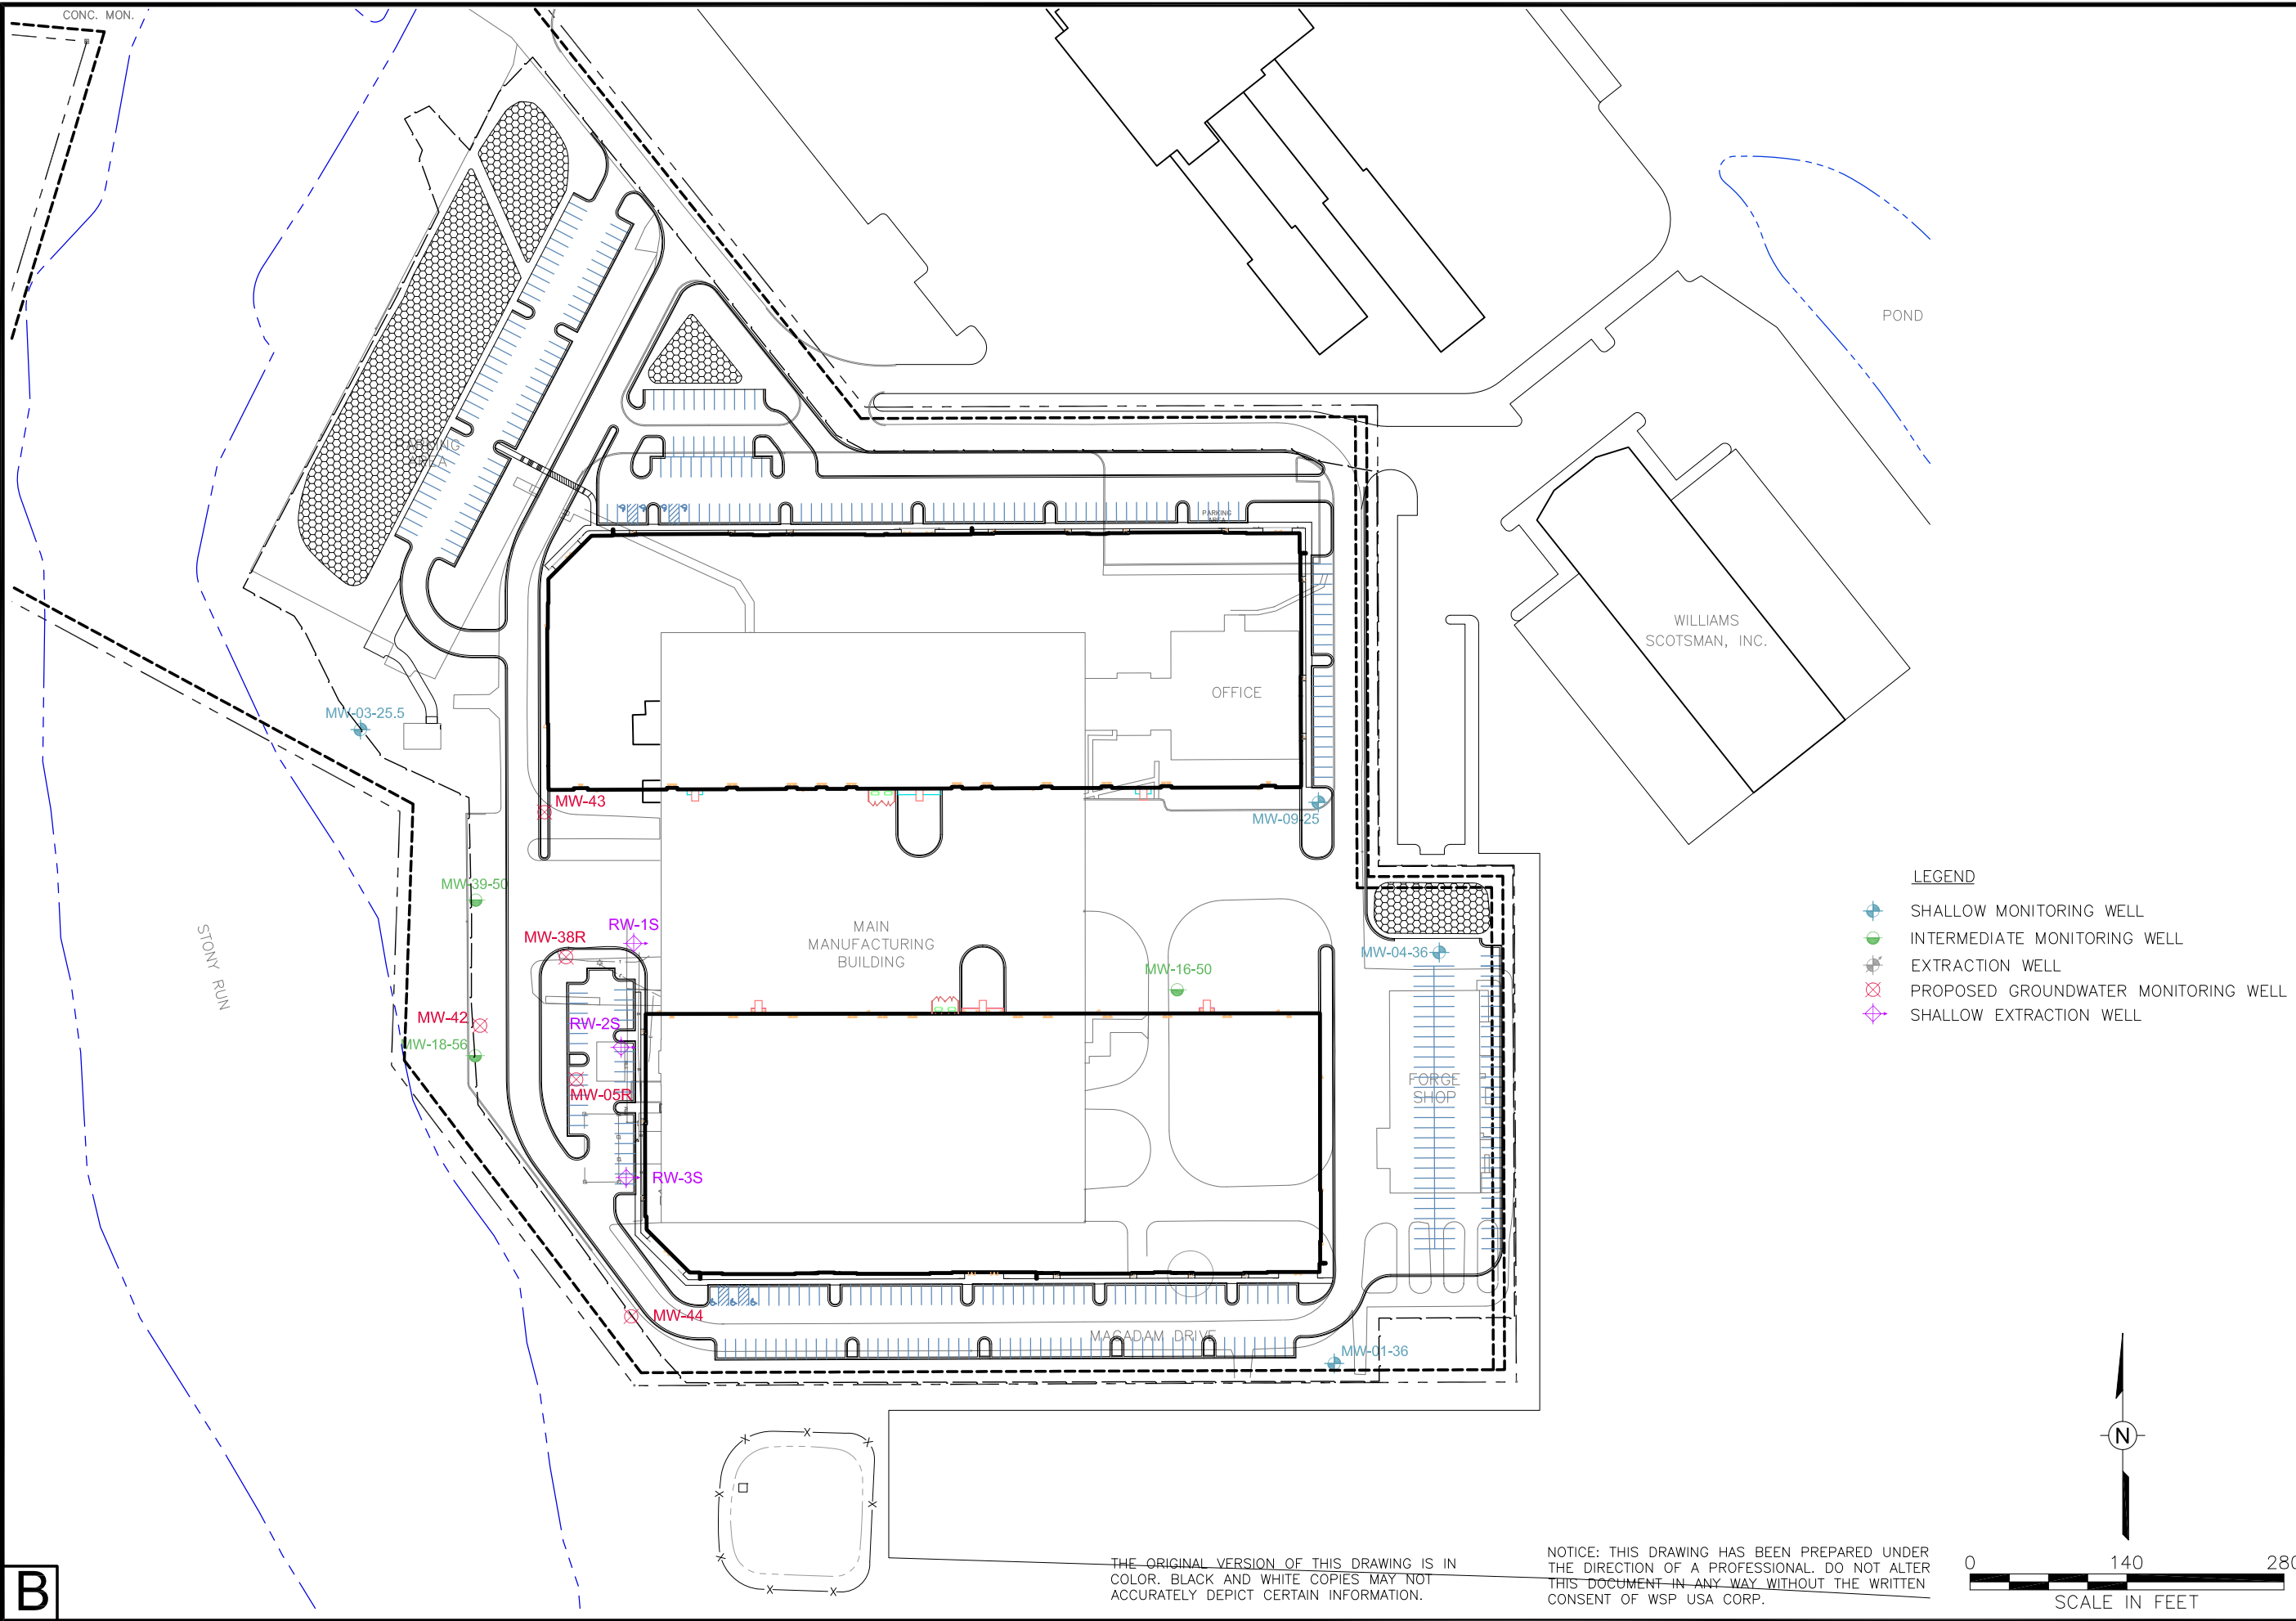 CONC. MON.
POND
PARKING
AREA
PARKING
AREA
WILLIAMS
SCOTSMAN, INC.
OFFICE
MW-03-25.5
MW-43
MW-09-25
MW-39-50
RW-1S
MW-38R
MAIN
MANUFACTURING
BUILDING
MW-04-36
MW-16-50
STONY RUN
MW-42
RW-2S
MW-18-56
MW-05R
FORGE
SHOP
RW-3S
MW-44
MACADAM DRIVE
MW-01-36
LEGEND
SHALLOW MONITORING WELL
INTERMEDIATE MONITORING WELL
EXTRACTION WELL
PROPOSED GROUNDWATER MONITORING WELL
SHALLOW EXTRACTION WELL
N
THE ORIGINAL VERSION OF THIS DRAWING IS IN
COLOR. BLACK AND WHITE COPIES MAY NOT
ACCURATELY DEPICT CERTAIN INFORMATION.
NOTICE: THIS DRAWING HAS BEEN PREPARED UNDER
THE DIRECTION OF A PROFESSIONAL. DO NOT ALTER
THIS DOCUMENT IN ANY WAY WITHOUT THE WRITTEN
CONSENT OF WSP USA CORP.
0 140 280
SCALE IN FEET
B